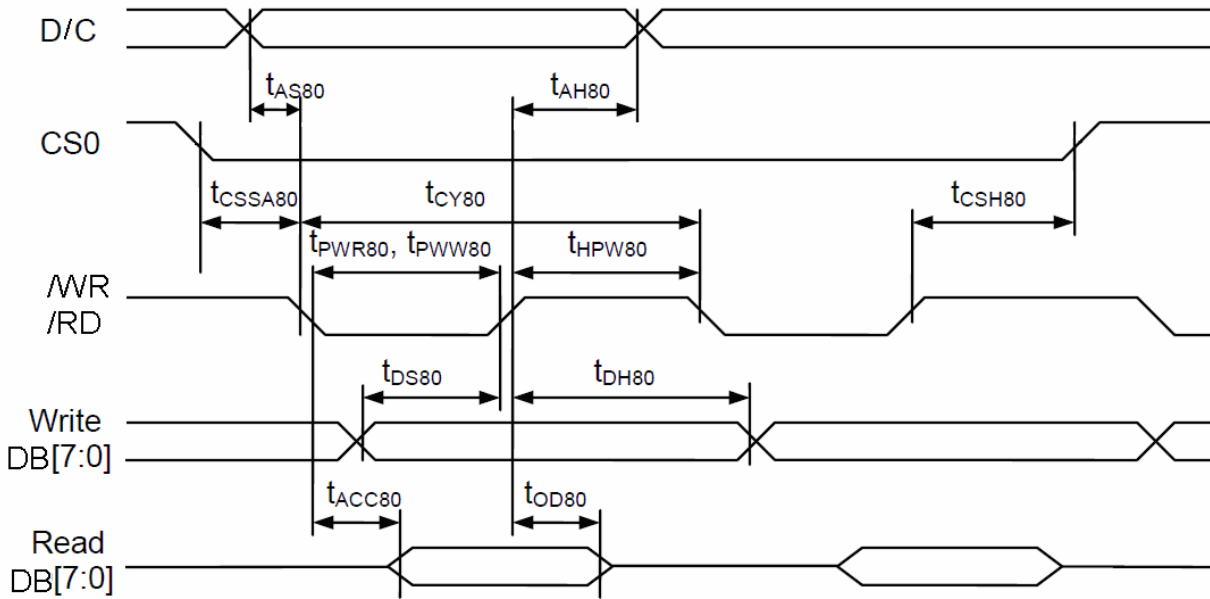 D/C
tAS80
tAH80
CS0
tCSSA80
tCY80
tCSH80
tPWR80, tPWW80
tHPW80
/WR
/RD
tDS80
tDH80
Write
DB[7:0]
tACC80
tOD80
Read
DB[7:0]